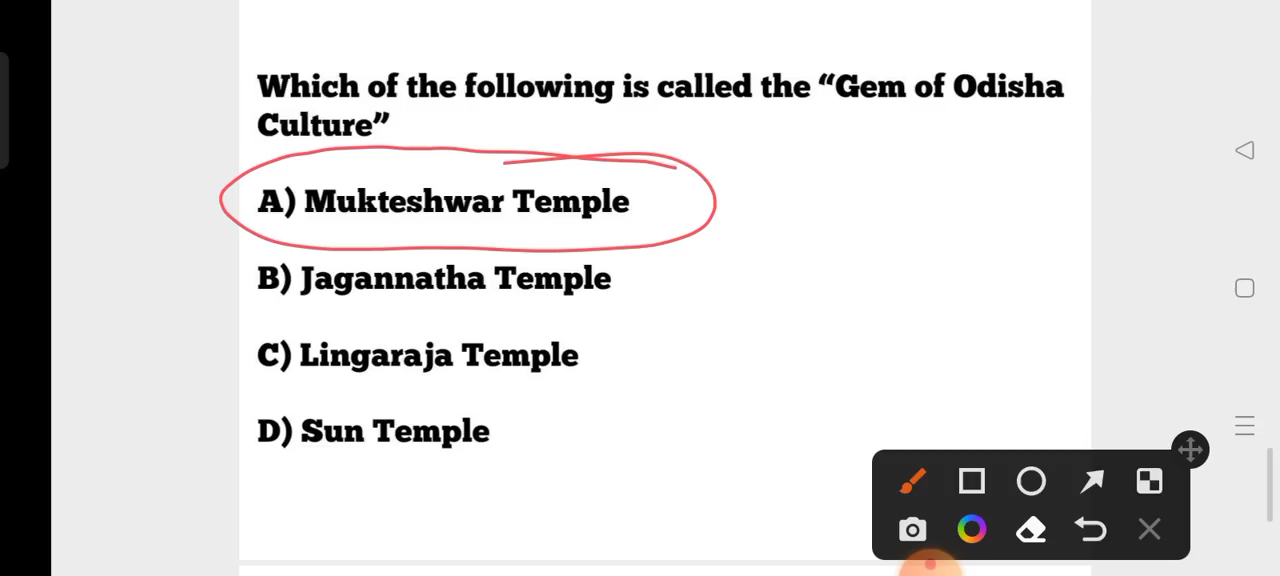 Which of the following is called the “Gem of Odisha
Culture”
A) Mukteshwar Temple
B) Jagannatha Temple
C) Lingaraja Temple
D) Sun Temple